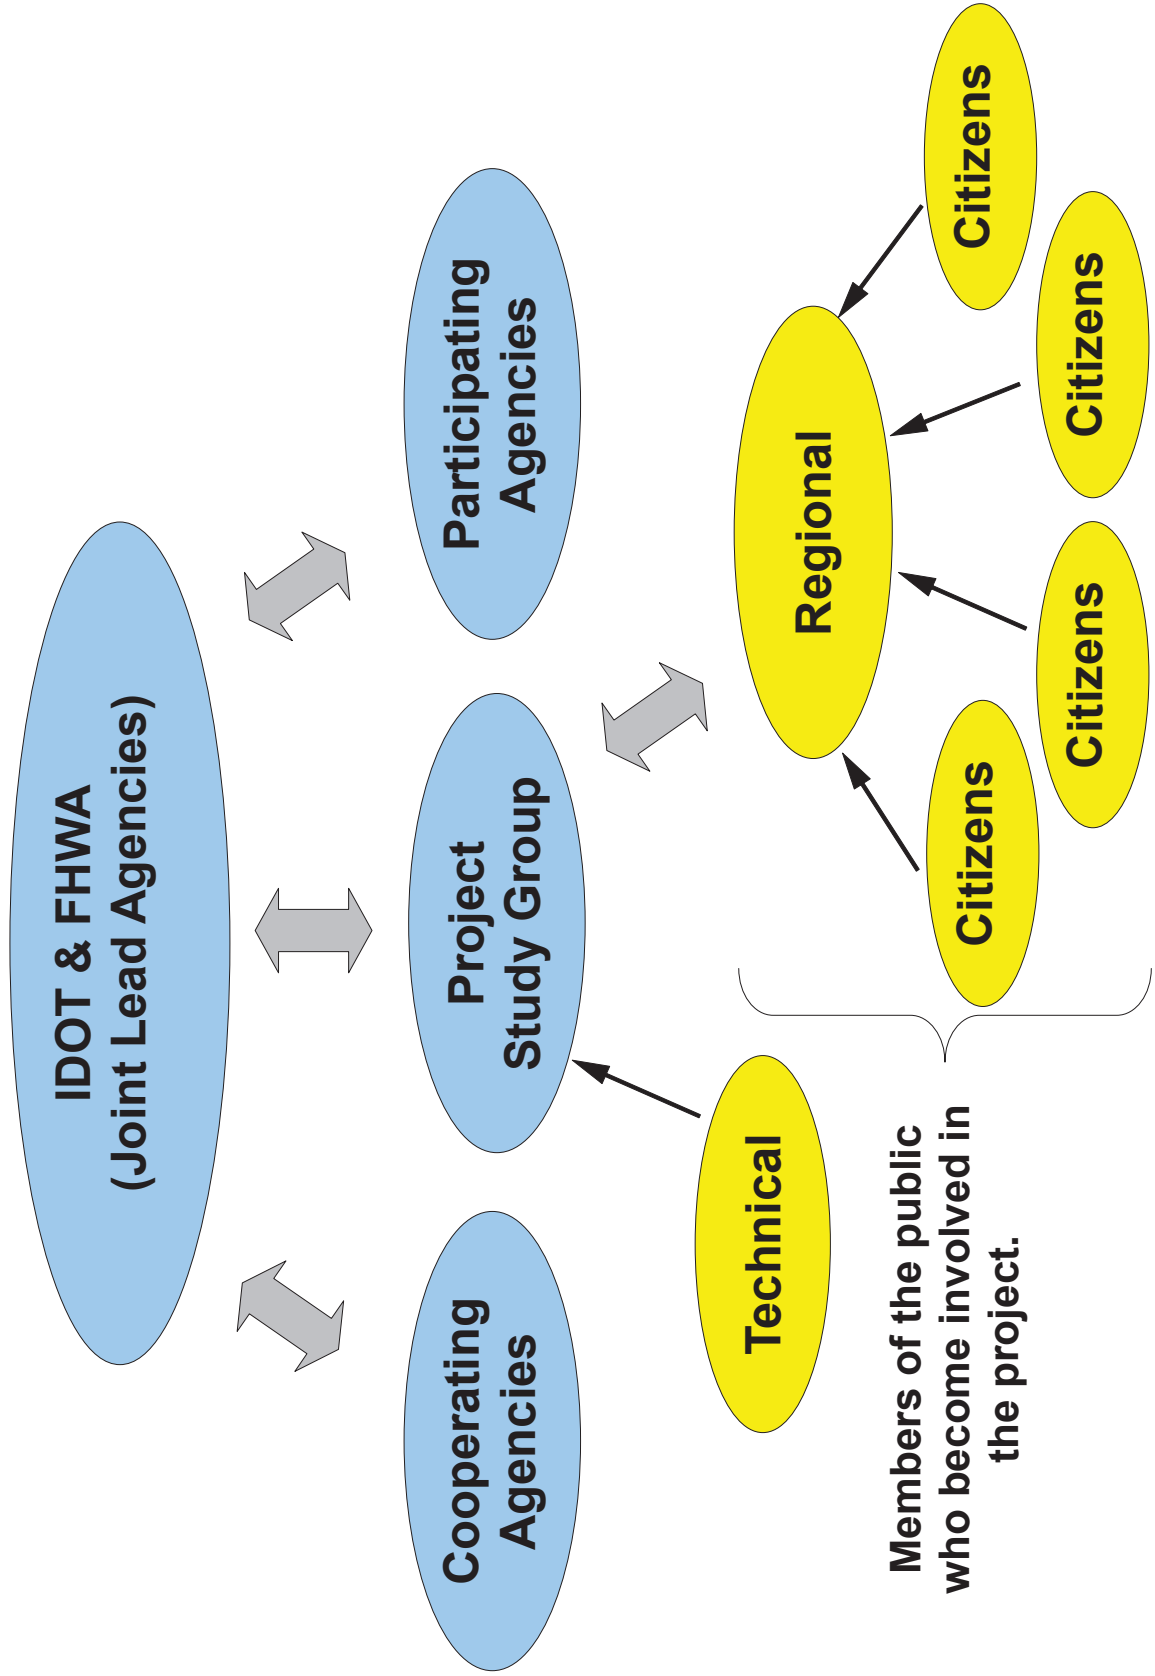 IDOT & FHWA
(Joint Lead Agencies)
Cooperating
Agencies
Project
Study Group
Participating
Agencies
Technical
Regional
Members of the public
who become involved in
the project.
Citizens
Citizens
Citizens
Citizens